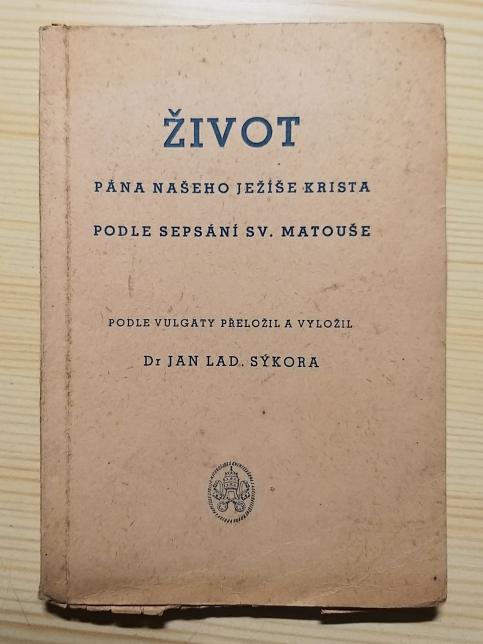 ŽIVOT
PÁNA NAŠEHO JEŽÍŠE KRISTA
PODLE SEPSÁNÍ SV. MATOUŠE
PODLE VULGATY PŘELOŽIL A VYLOŽIL
Dr JAN LAD. SÝKORA